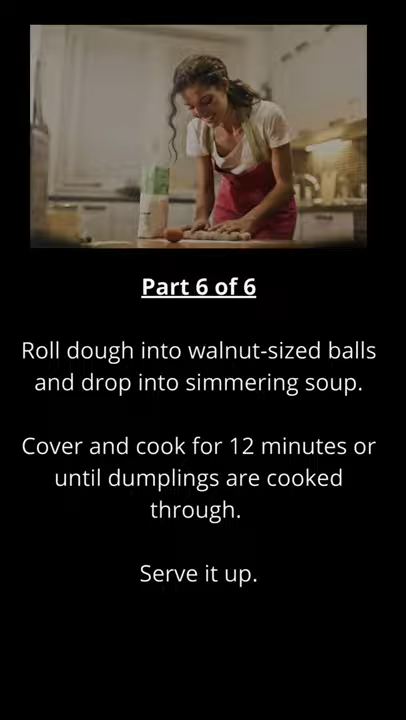 Part 6 of 6
Roll dough into walnut-sized balls
and drop into simmering soup.
Cover and cook for 12 minutes or
until dumplings are cooked
through.
Serve it up.